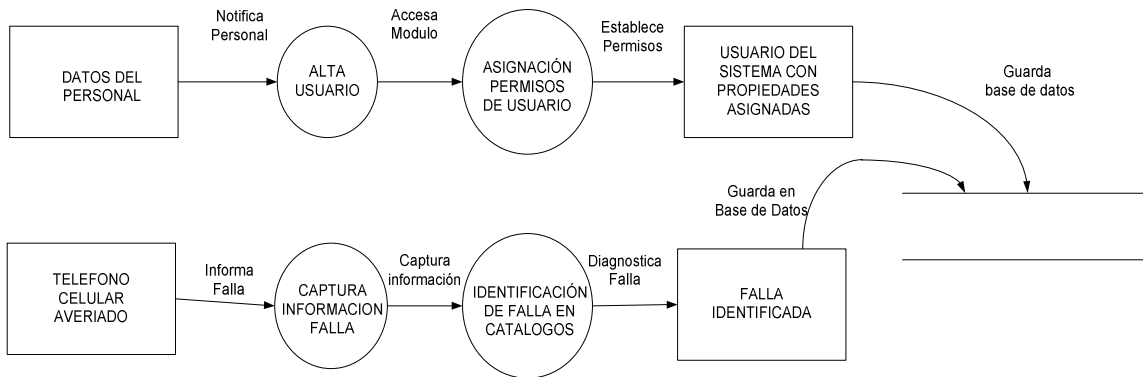 Notifica
Personal
Accesa
Modulo
Establece
Permisos
DATOS DEL
PERSONAL
ALTA
USUARIO
ASIGNACIÓN
PERMISOS
DE USUARIO
USUARIO DEL
SISTEMA CON
PROPIEDADES
ASIGNADAS
Guarda
base de datos
Guarda en
Base de Datos
TELEFONO
CELULAR
AVERIADO
Informa
Falla
CAPTURA
INFORMACION
FALLA
Captura
información
IDENTIFICACIÓN
DE FALLA EN
CATALOGOS
Diagnostica
Falla
FALLA
IDENTIFICADA